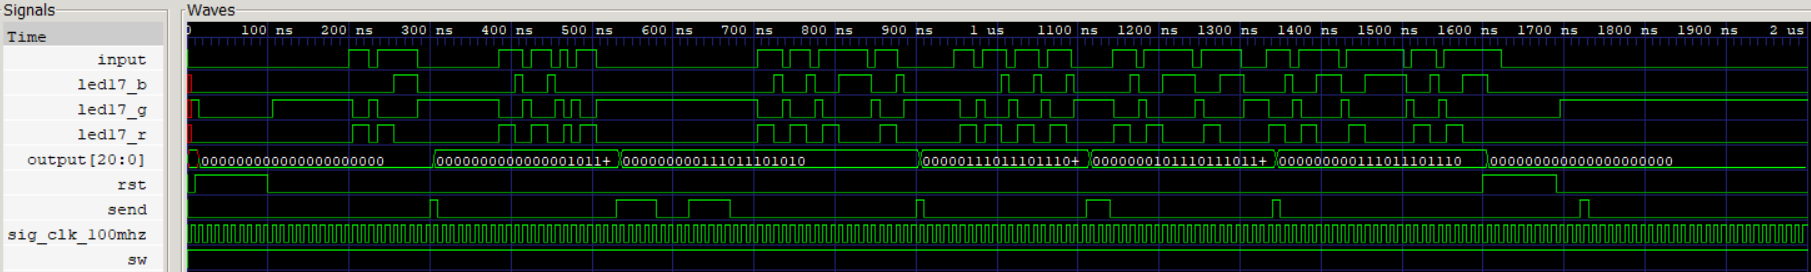 Signals
Waves
Time
0 100 ns 200 ns 300 ns 400 ns 500 ns 600 ns 700 ns 800 ns 900 ns 1 us 1100 ns 1200 ns 1300 ns 1400 ns 1500 ns 1600 ns 1700 ns 1800 ns 1900 ns 2 us
input
led17_b
led17_g
led17_r
output[20:0] 000000000000000000000 0000000000000001011+ 000000000111011101010 00000111011101110+ 0000000101110111011+ 000000000111011101110 000000000000000000000
rst
send
sig_clk_100mhz
sw